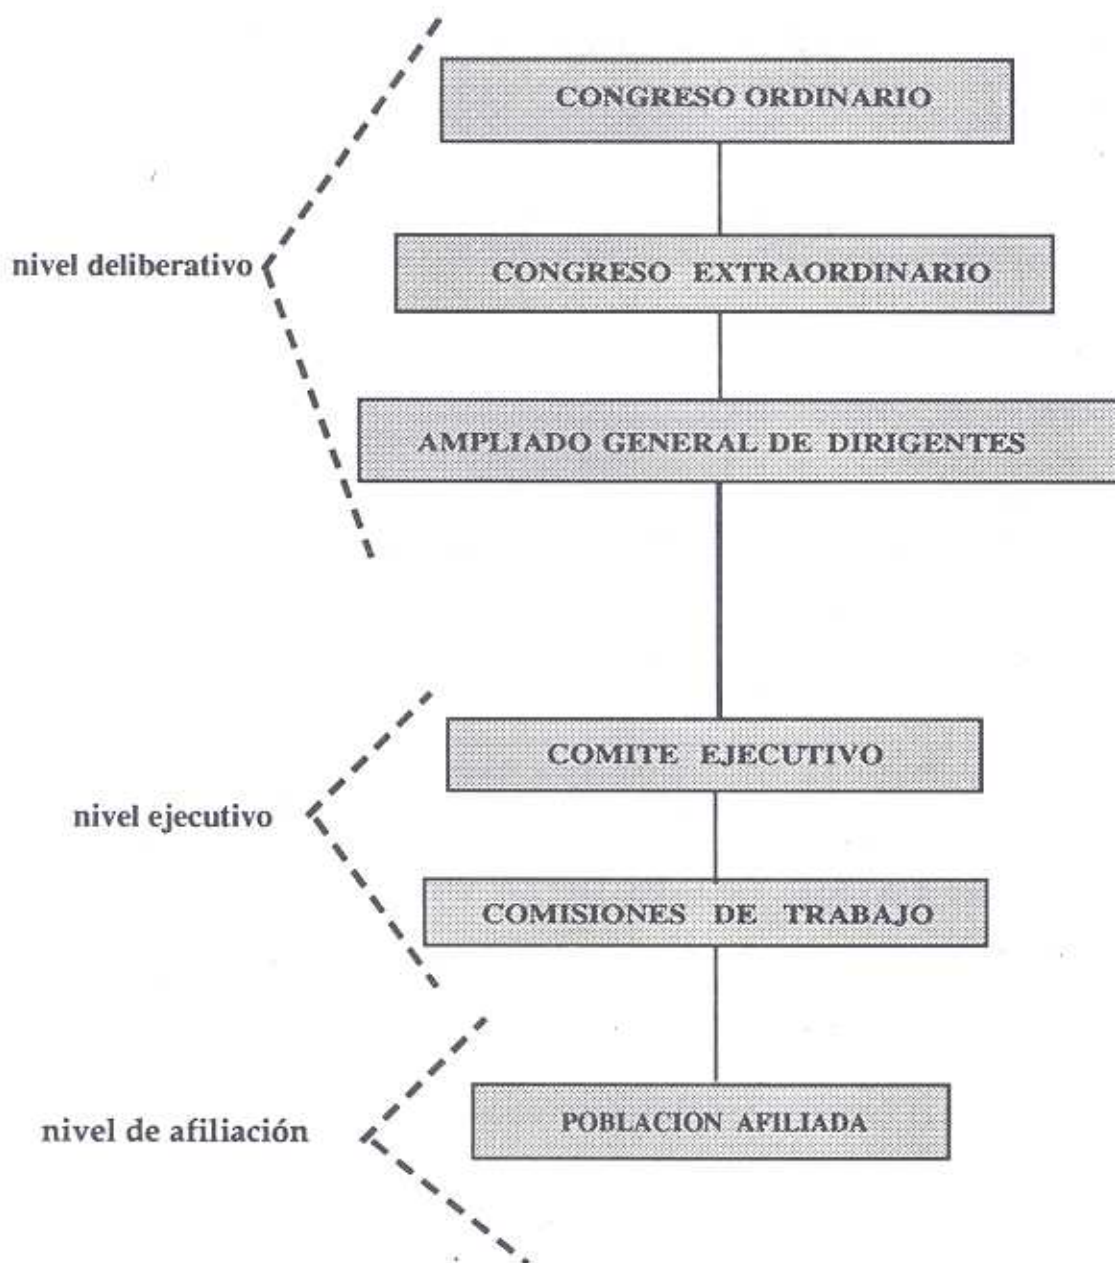 CONGRESO ORDINARIO
nivel deliberativo
CONGRESO EXTRAORDINARIO
AMPLIADO GENERAL DE DIRIGENTES
COMITE EJECUTIVO
nivel ejecutivo
COMISIONES DE TRABAJO
nivel de afiliación
POBLACION AFILIADA